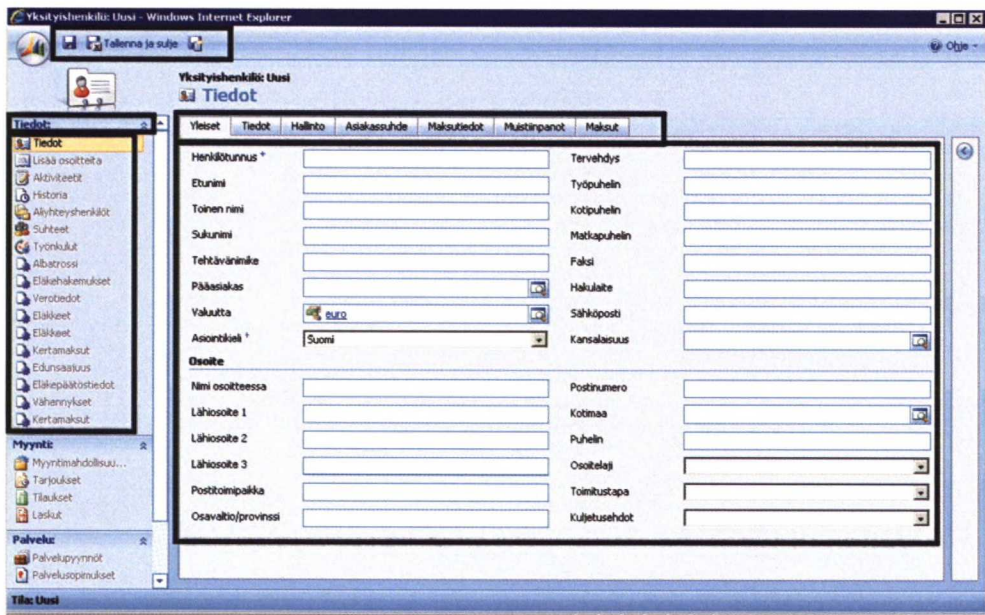 Yksityishenkilö: Uusi - Windows Internet Explorer
Tallenna ja sulje
Ohje
Yksityishenkilö: Uusi
Tiedot
Tiedot:
Tiedot
Lisää osoitteita
Aktiviteetit
Historia
Aliyhteyshenkilöt
Suhteet
Työnkulut
Albatrossi
Eläkehakemukset
Verotiedot
Eläkkeet
Eläkkeet
Kertamaksut
Edunsaajuus
Eläkepäätöstiedot
Vähennykset
Kertamaksut
Myynti:
Myyntimahdollisuu...
Tarjoukset
Tilaukset
Laskut
Palvelu:
Palvelupyynnöt
Palvelusopimukset
Yleiset Tiedot Hallinto Asiakassuhde Maksutiedot Muistiinpanot Maksut
Henkilötunnus * Tervehdys
Etunimi Työpuhelin
Toinen nimi Kotipuhelin
Sukunimi Matkapuhelin
Tehtävänimike Faksi
Pääasiakas Hakulaite
Valuutta euro Sähköposti
Asiointikieli * Suomi Kansalaisuus
Osoite
Nimi osoitteessa Postinumero
Lähiosoite 1 Kotimaa
Lähiosoite 2 Puhelin
Lähiosoite 3 Osoitelaji
Postitoimipaikka Toimitustapa
Osavaltio/provinssi Kuljetusehdot
Tila: Uusi